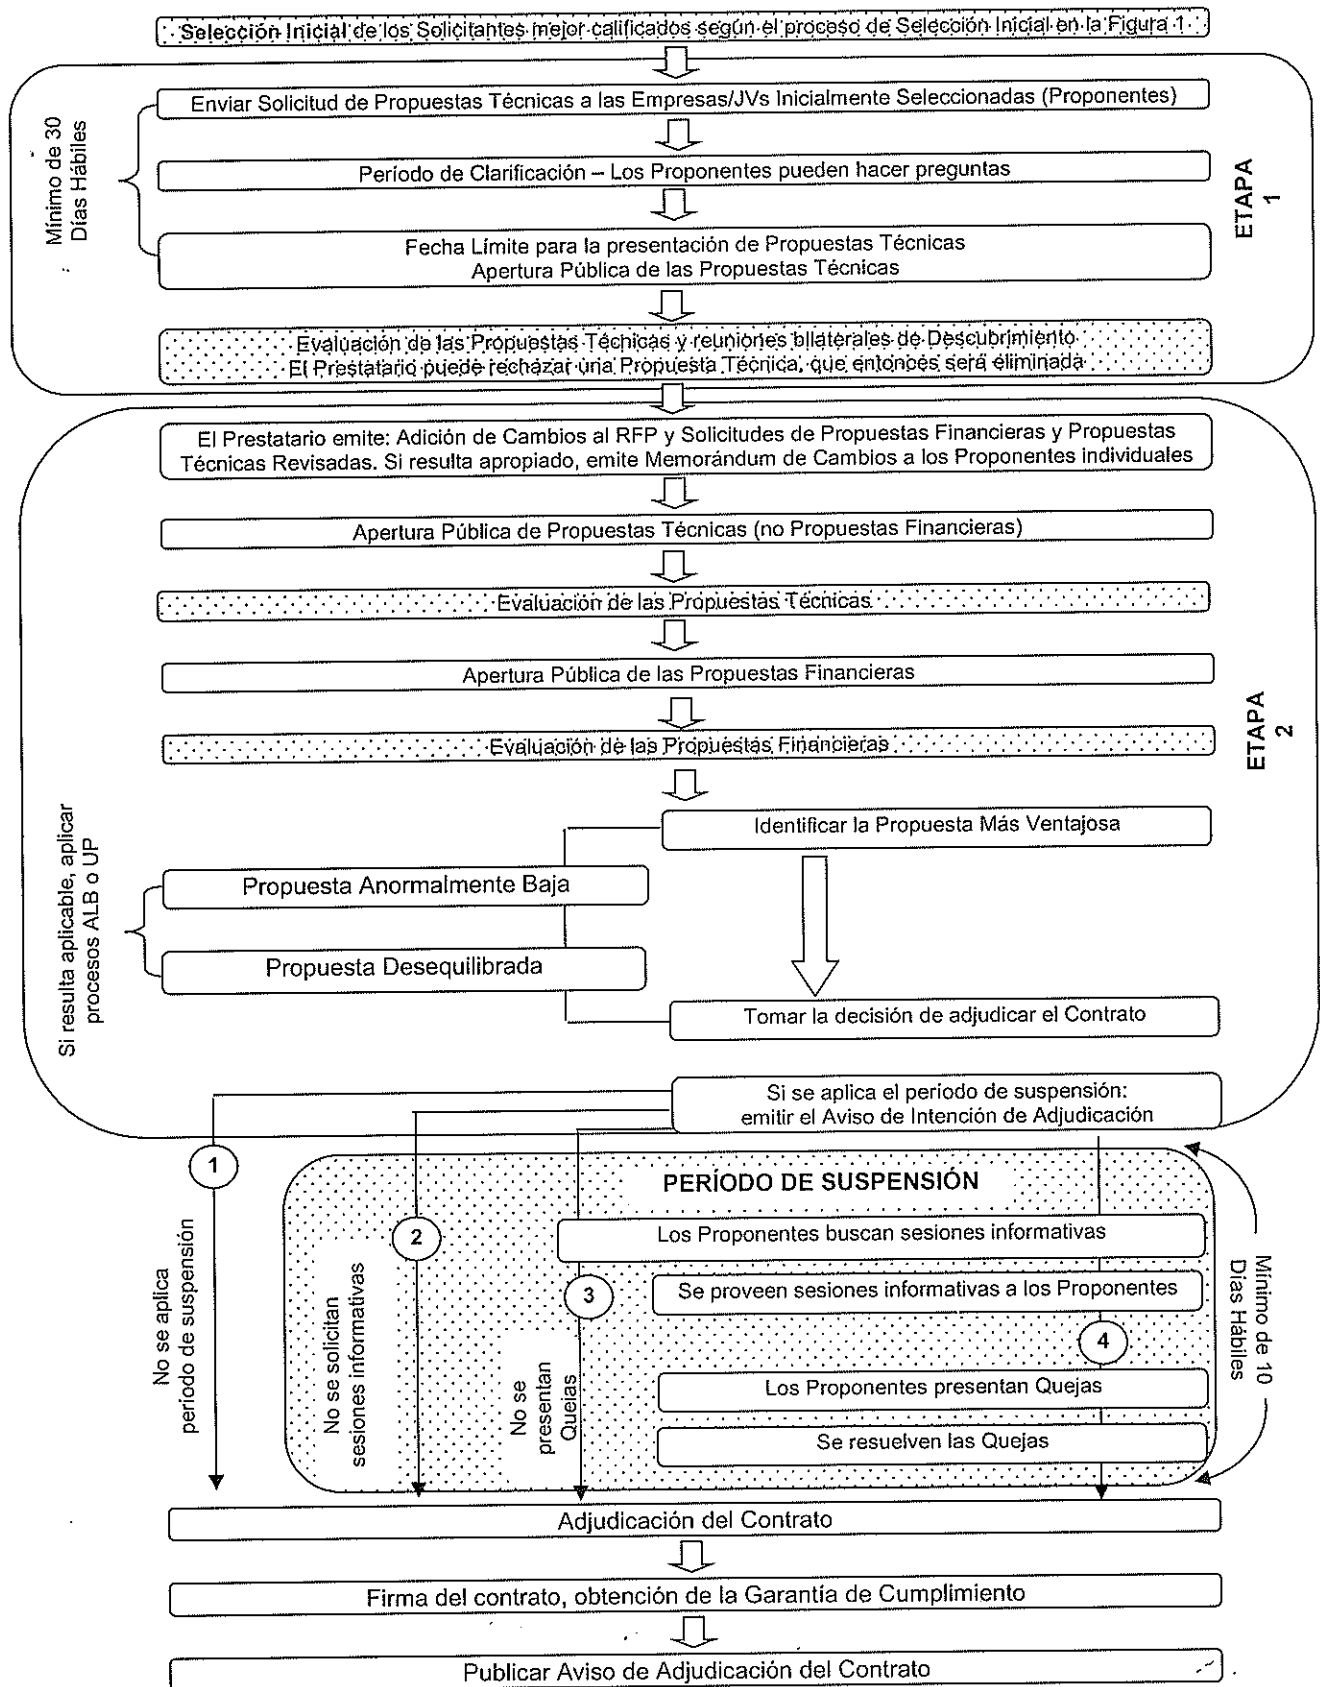 Selección Inicial de los Solicitantes mejor calificados según el proceso de Selección Inicial en la Figura 1
Enviar Solicitud de Propuestas Técnicas a las Empresas/JVs Inicialmente Seleccionadas (Proponentes)
Mínimo de 30
Días Hábiles
Período de Clarificación – Los Proponentes pueden hacer preguntas
ETAPA
1
Fecha Límite para la presentación de Propuestas Técnicas
Apertura Pública de las Propuestas Técnicas
Evaluación de las Propuestas Técnicas y reuniones bilaterales de Descubrimiento
El Prestatario puede rechazar una Propuesta Técnica, que entonces será eliminada
El Prestatario emite: Adición de Cambios al RFP y Solicitudes de Propuestas Financieras y Propuestas
Técnicas Revisadas. Si resulta apropiado, emite Memorándum de Cambios a los Proponentes individuales
Apertura Pública de Propuestas Técnicas (no Propuestas Financieras)
Evaluación de las Propuestas Técnicas
Apertura Pública de las Propuestas Financieras
ETAPA
2
Evaluación de las Propuestas Financieras
Identificar la Propuesta Más Ventajosa
Si resulta aplicable, aplicar
procesos ALB o UP
Propuesta Anormalmente Baja
Propuesta Desequilibrada
Tomar la decisión de adjudicar el Contrato
Si se aplica el período de suspensión:
emitir el Aviso de Intención de Adjudicación
1
PERÍODO DE SUSPENSIÓN
2
Los Proponentes buscan sesiones informativas
3
Se proveen sesiones informativas a los Proponentes
4
Mínimo de 10
Días Hábiles
No se aplica
período de suspensión
No se solicitan
sesiones informativas
No se
presentan
Quejas
Los Proponentes presentan Quejas
Se resuelven las Quejas
Adjudicación del Contrato
Firma del contrato, obtención de la Garantía de Cumplimiento
Publicar Aviso de Adjudicación del Contrato